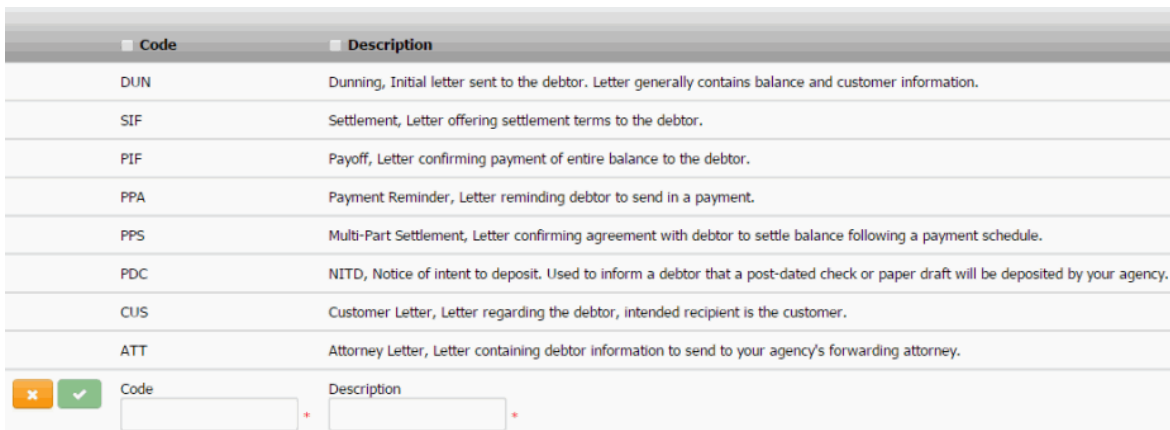 Code Description
DUN Dunning, Initial letter sent to the debtor. Letter generally contains balance and customer information.
SIF Settlement, Letter offering settlement terms to the debtor.
PIF Payoff, Letter confirming payment of entire balance to the debtor.
PPA Payment Reminder, Letter reminding debtor to send in a payment.
PPS Multi-Part Settlement, Letter confirming agreement with debtor to settle balance following a payment schedule.
PDC NITD, Notice of intent to deposit. Used to inform a debtor that a post-dated check or paper draft will be deposited by your agency.
CUS Customer Letter, Letter regarding the debtor, intended recipient is the customer.
ATT Attorney Letter, Letter containing debtor information to send to your agency's forwarding attorney.
Code Description
* *